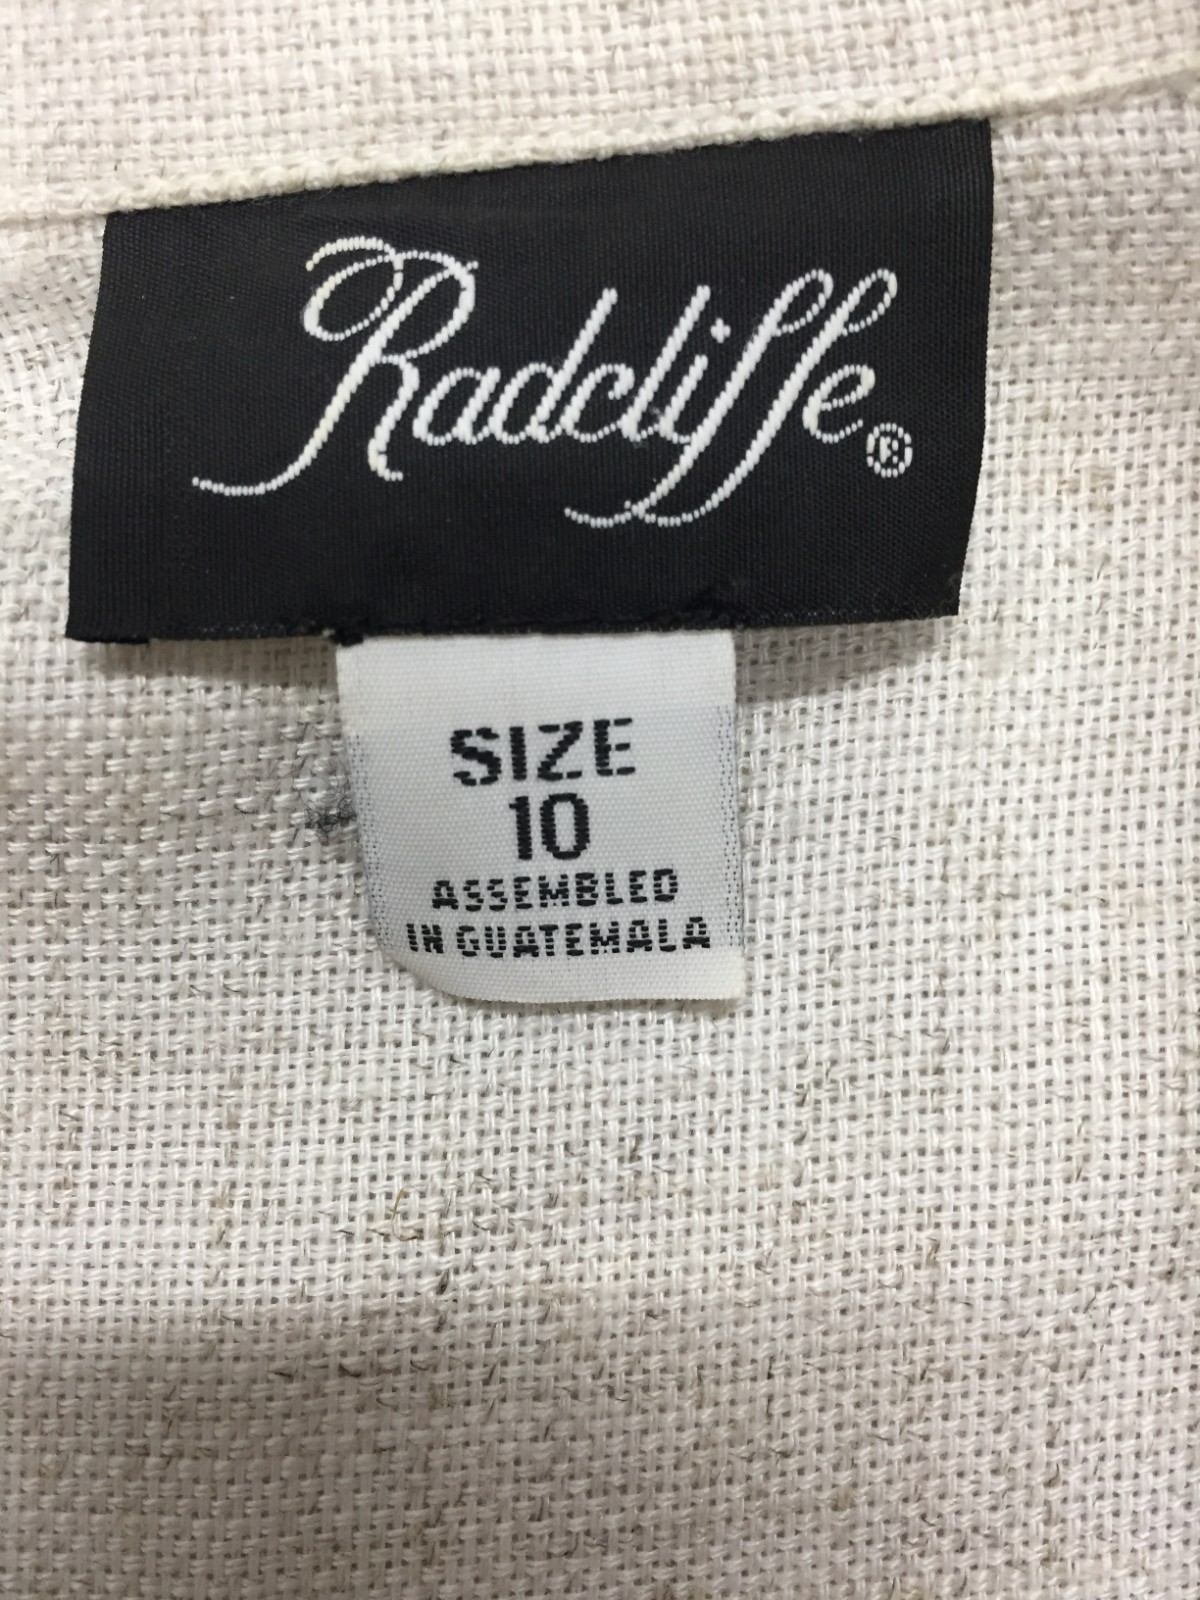 Radcliffe®
SIZE
10
ASSEMBLED
IN GUATEMALA